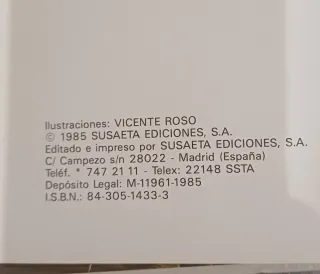 Ilustraciones: VICENTE ROSO
© 1985 SUSAETA EDICIONES, S.A.
Editado e impreso por SUSAETA EDICIONES, S.A.
C/ Campezo s/n 28022 - Madrid (España)
Teléf. * 747 21 11 - Telex: 22148 SSTA
Depósito Legal: M-11961-1985
I.S.B.N.: 84-305-1433-3